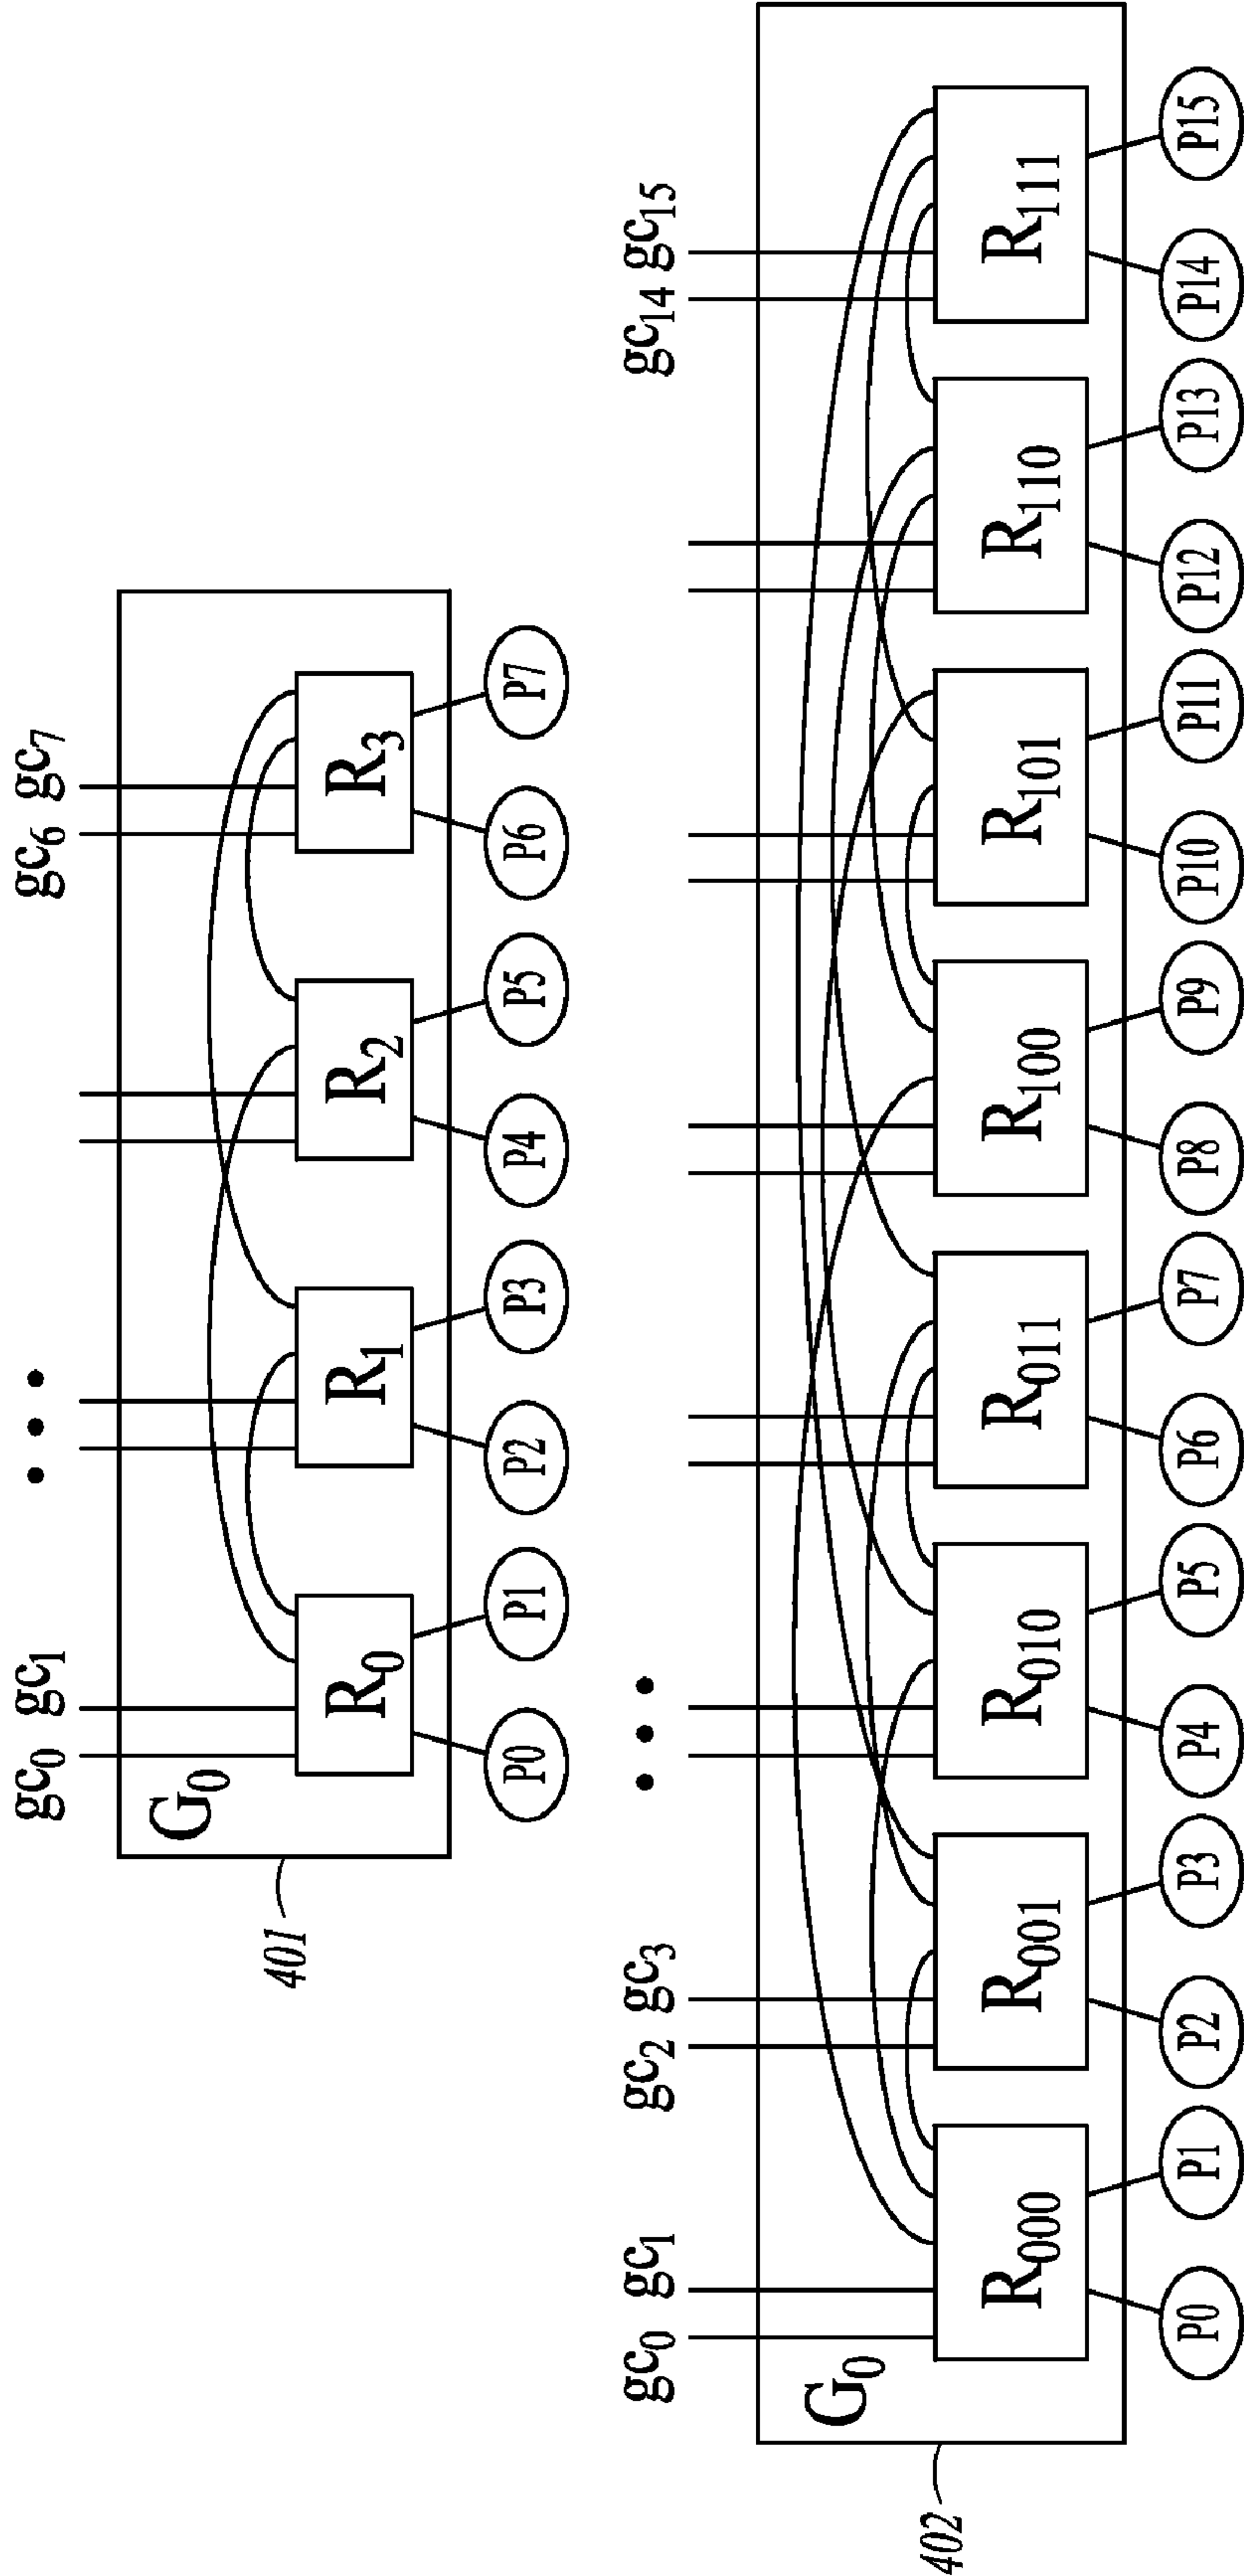 gc0 gc1 • • • gc6 gc7
G0
R0 R1 R2 R3
P0 P1 P2 P3 P4 P5 P6 P7
401
gc0 gc1 gc2 gc3 • • • gc14 gc15
G0
R000 R001 R010 R011 R100 R101 R110 R111
P0 P1 P2 P3 P4 P5 P6 P7 P8 P9 P10 P11 P12 P13 P14 P15
402